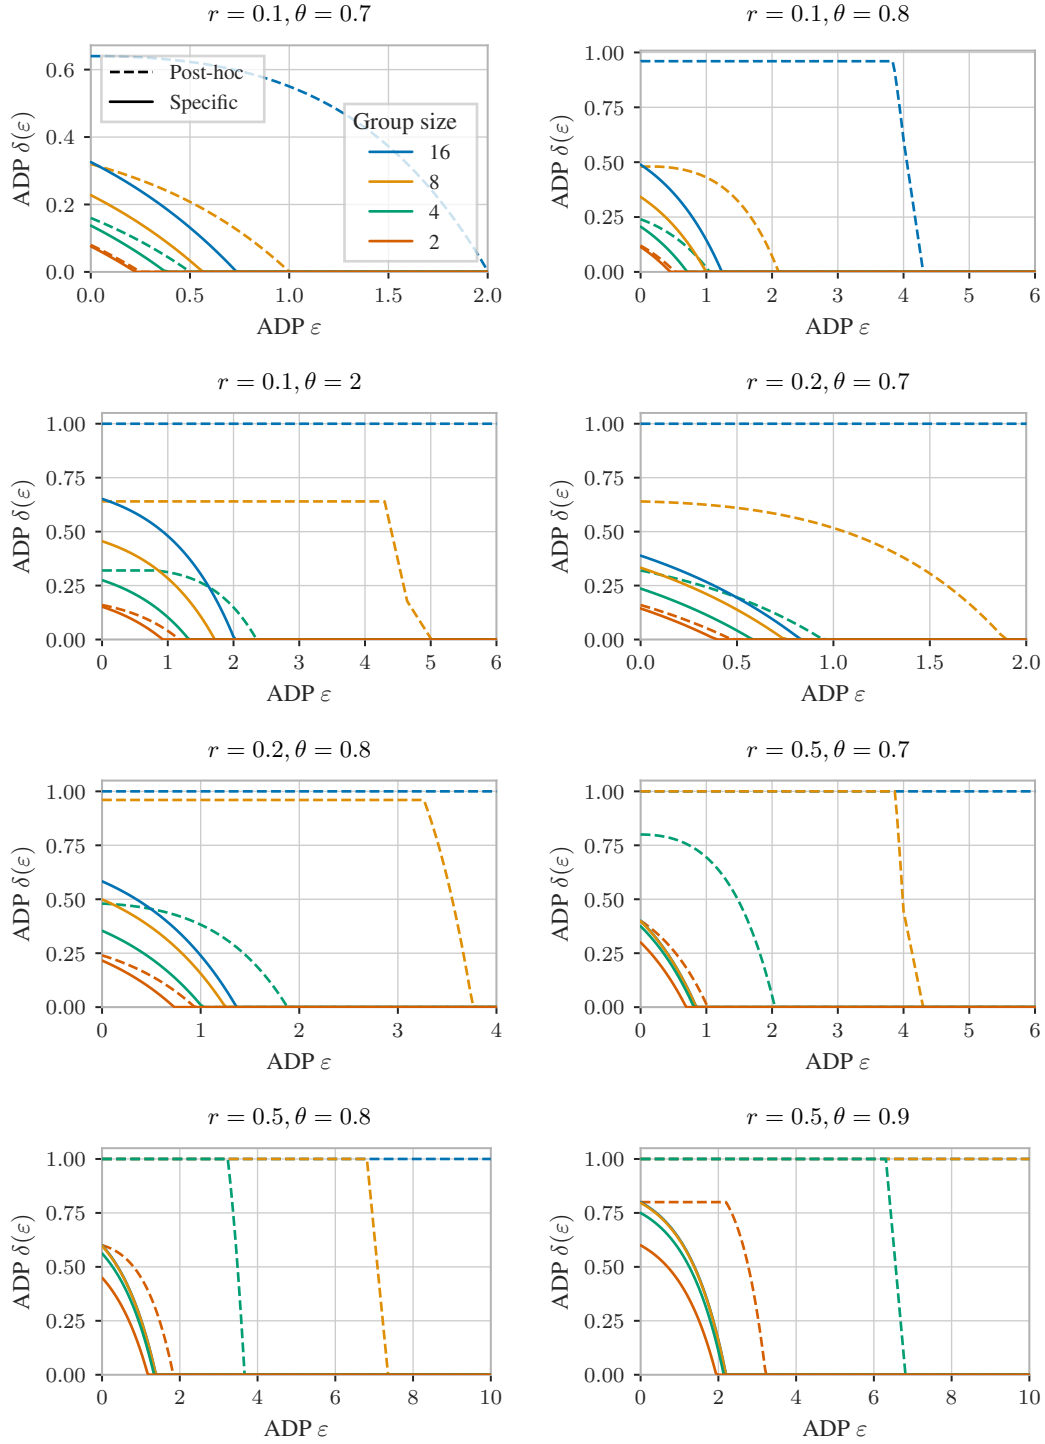 r = 0.1, θ = 0.7
ADP δ(ε)
0.6
0.4
0.2
0.0
Post-hoc
Specific
Group size
16
8
4
2
0.0 0.5 1.0 1.5 2.0
ADP ε
r = 0.1, θ = 0.8
ADP δ(ε)
1.00
0.75
0.50
0.25
0.00
0 1 2 3 4 5 6
ADP ε
r = 0.1, θ = 2
ADP δ(ε)
1.00
0.75
0.50
0.25
0.00
0 1 2 3 4 5 6
ADP ε
r = 0.2, θ = 0.7
ADP δ(ε)
1.00
0.75
0.50
0.25
0.00
0.0 0.5 1.0 1.5 2.0
ADP ε
r = 0.2, θ = 0.8
ADP δ(ε)
1.00
0.75
0.50
0.25
0.00
0 1 2 3 4
ADP ε
r = 0.5, θ = 0.7
ADP δ(ε)
1.00
0.75
0.50
0.25
0.00
0 1 2 3 4 5 6
ADP ε
r = 0.5, θ = 0.8
ADP δ(ε)
1.00
0.75
0.50
0.25
0.00
0 2 4 6 8 10
ADP ε
r = 0.5, θ = 0.9
ADP δ(ε)
1.00
0.75
0.50
0.25
0.00
0 2 4 6 8 10
ADP ε